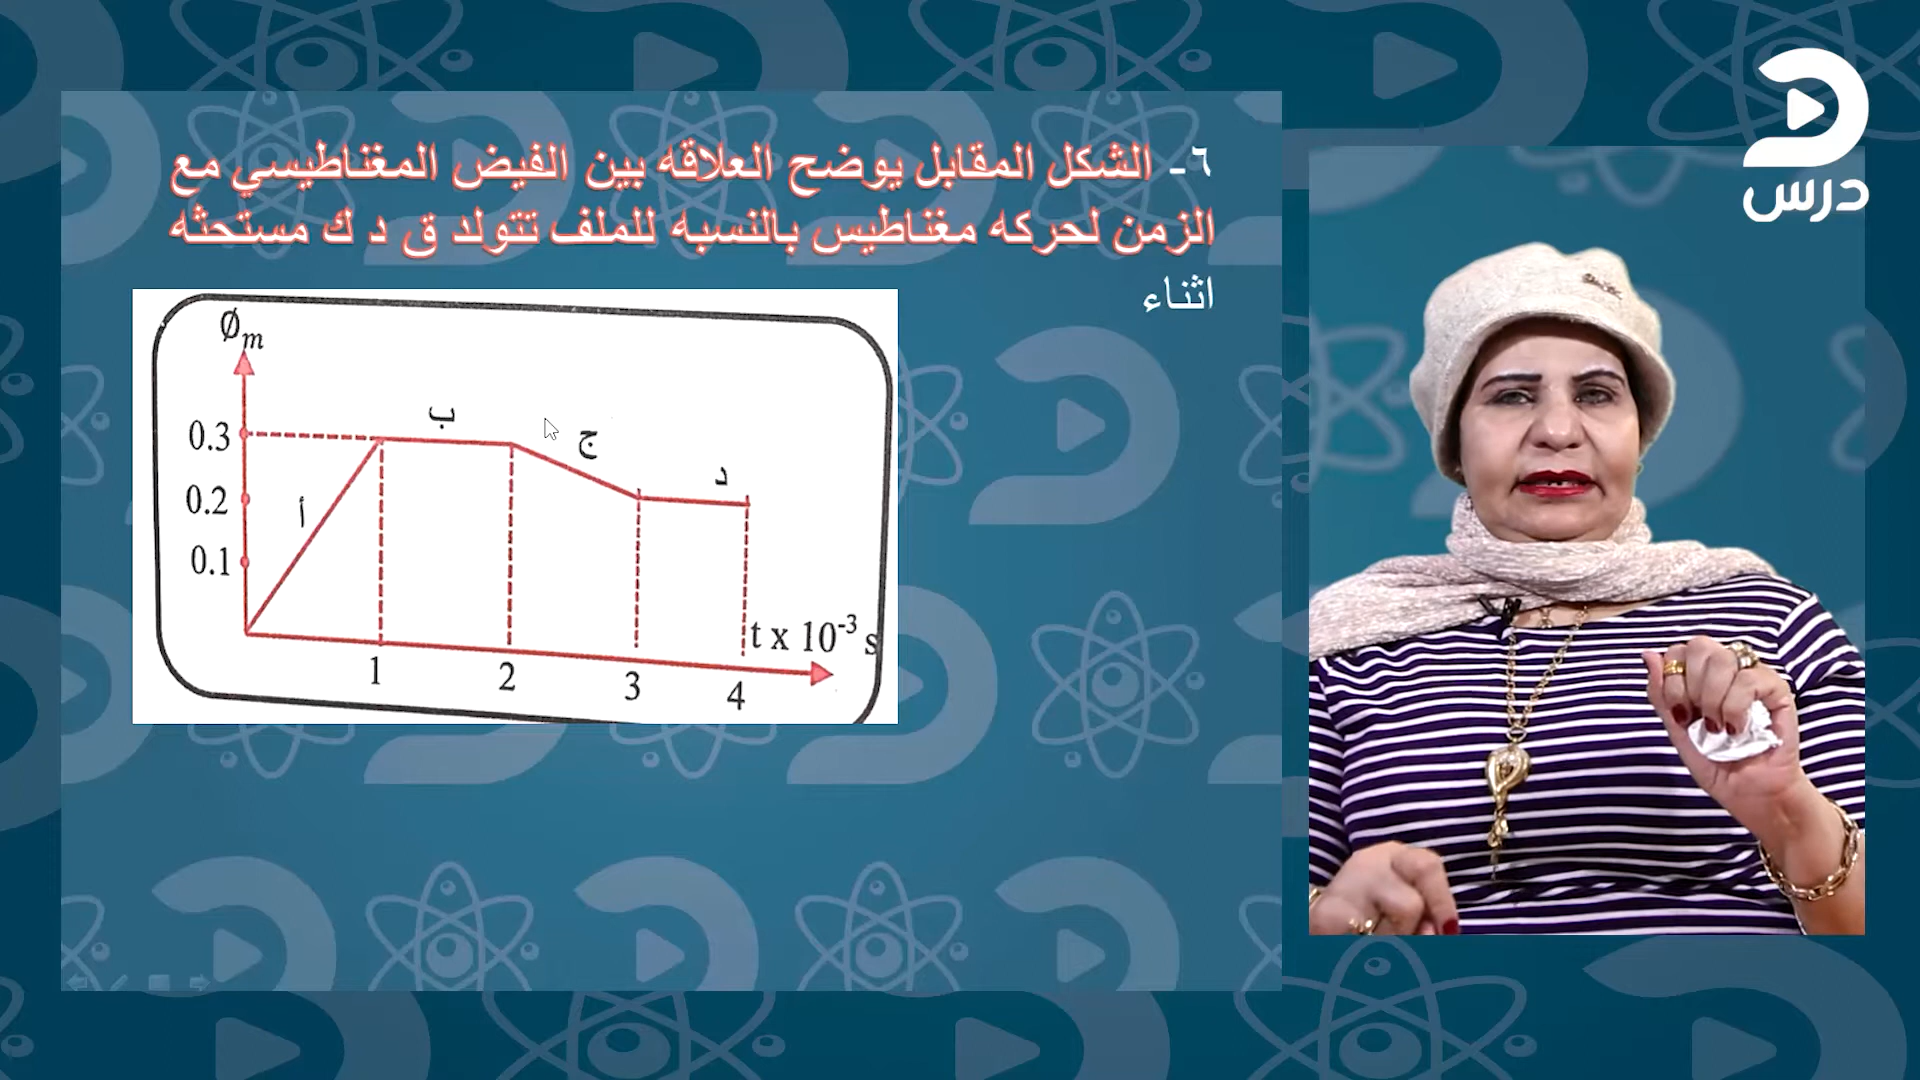 درس
٦- الشكل المقابل يوضح العلاقه بين الفيض المغناطيسي مع
الزمن لحركه مغناطيس بالنسبه للملف تتولد ق د ك مستحثه
اثناء
Øm
0.3
0.2
0.1
أ
ب
ج
د
1
2
3
4
t x 10-3 s